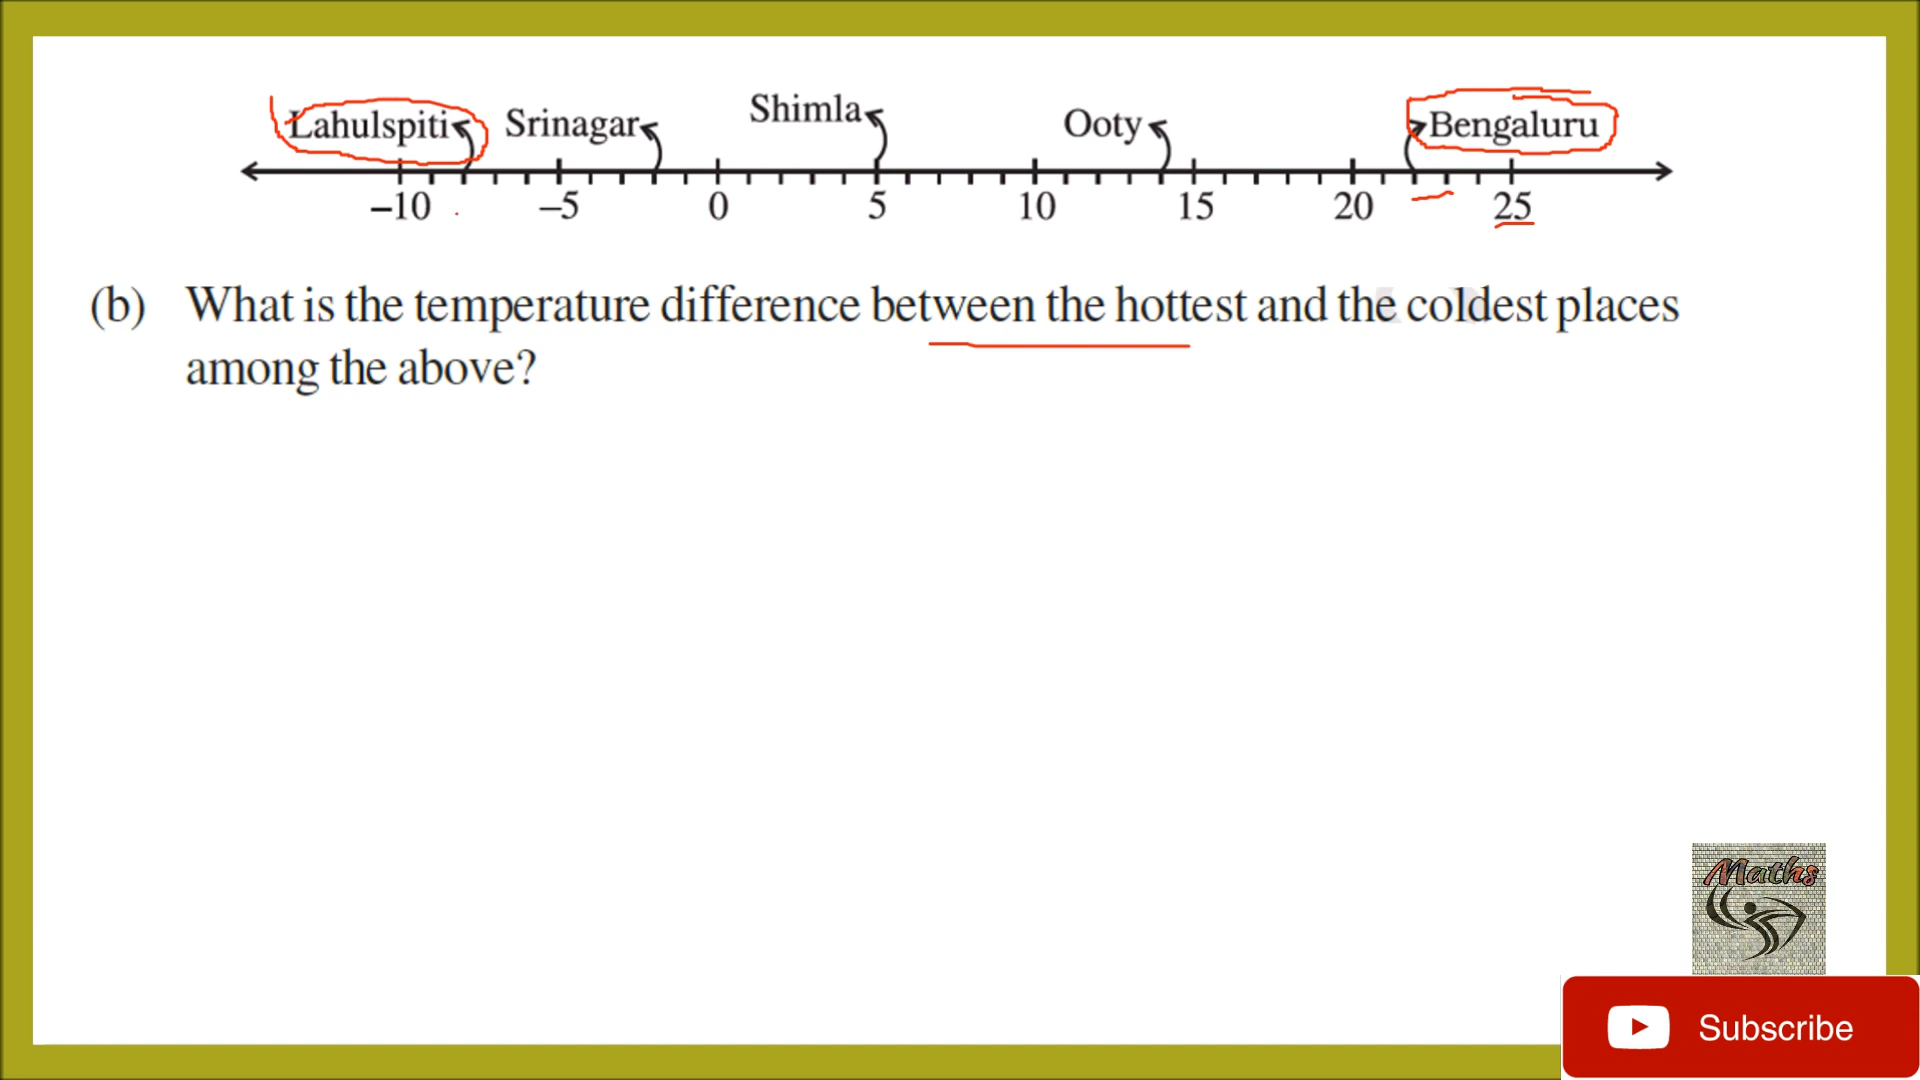 Lahulspiti Srinagar Shimla Ooty Bengaluru
–10 –5 0 5 10 15 20 25
(b) What is the temperature difference between the hottest and the coldest places
among the above?
Maths
Subscribe